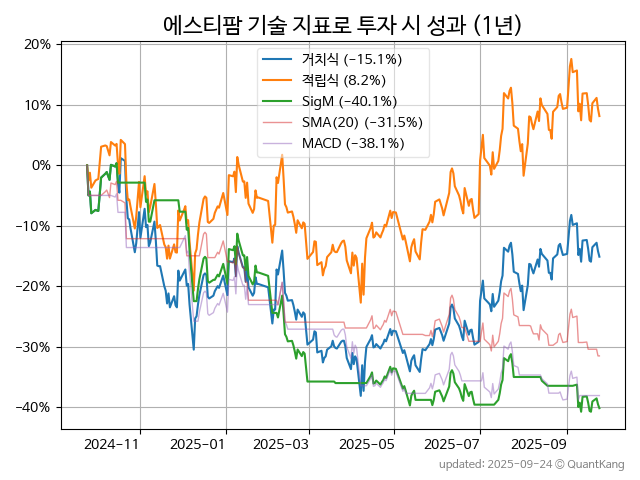 에스티팜 기술 지표로 투자 시 성과 (1년)
거치식 (−15.1%)
적립식 (8.2%)
SigM (−40.1%)
SMA(20) (−31.5%)
MACD (−38.1%)
20%
10%
0%
−10%
−20%
−30%
−40%
2024−11
2025−01
2025−03
2025−05
2025−07
2025−09
updated: 2025-09-24 © QuantKang